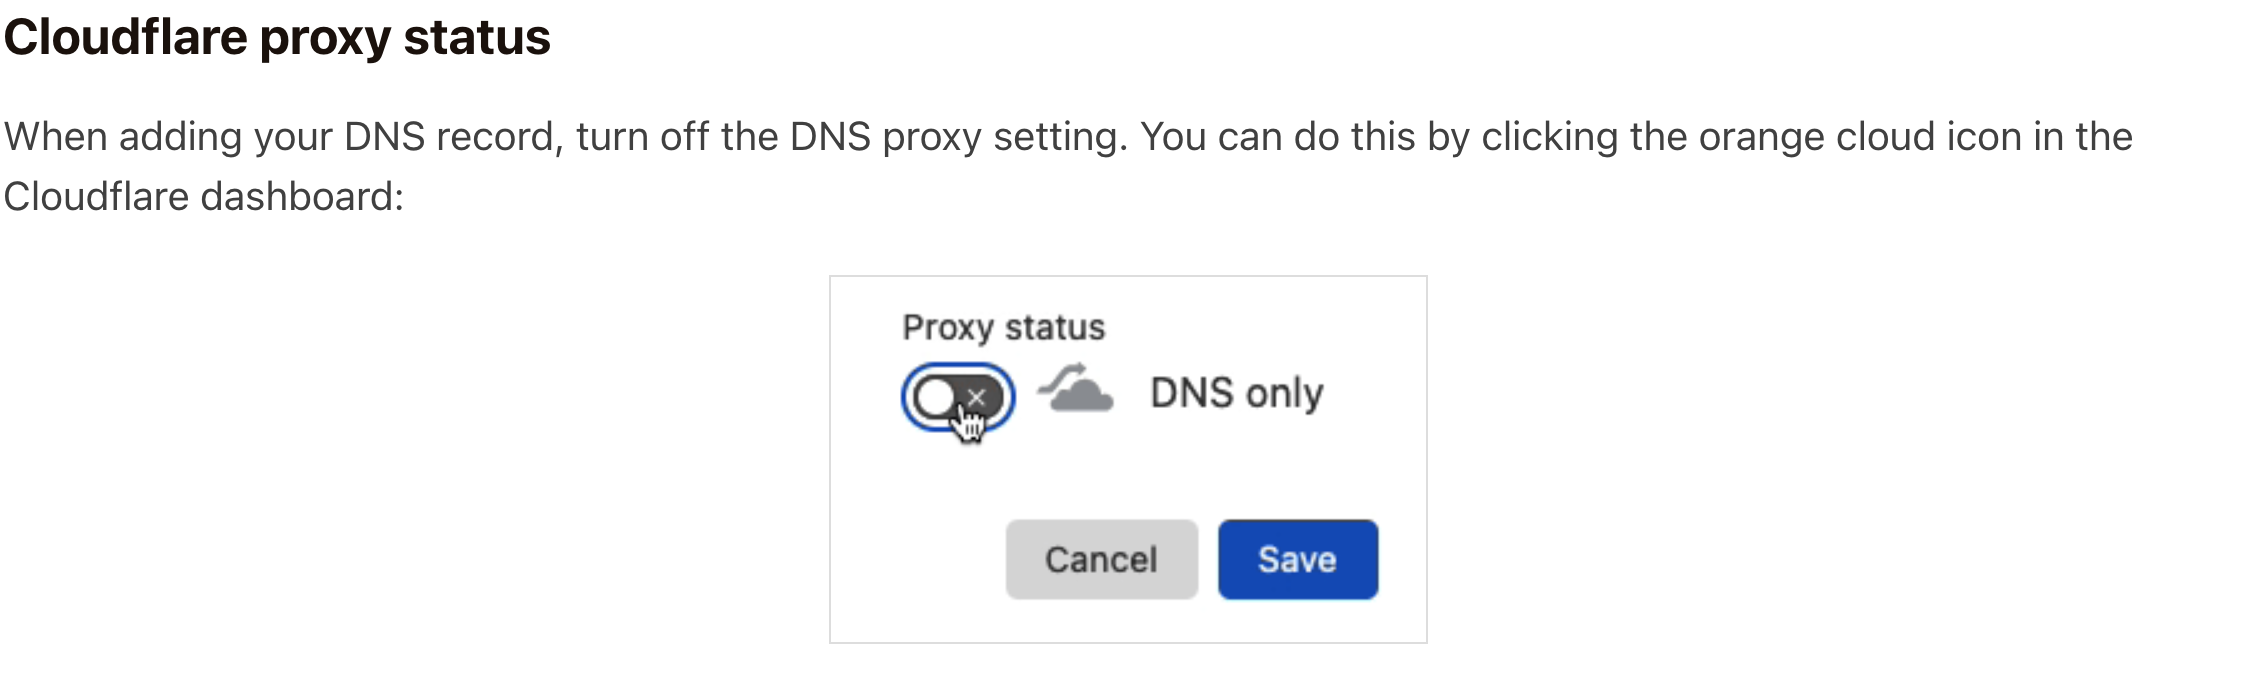 Cloudflare proxy status
When adding your DNS record, turn off the DNS proxy setting. You can do this by clicking the orange cloud icon in the
Cloudflare dashboard:
Proxy status
DNS only
Cancel Save